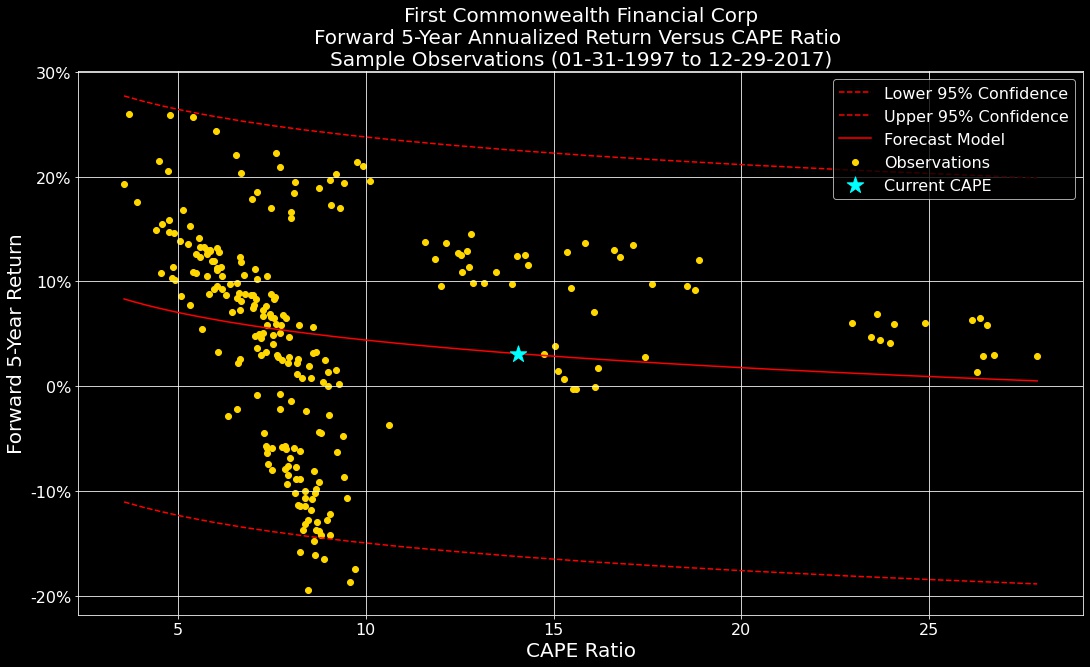 First Commonwealth Financial Corp
Forward 5-Year Annualized Return Versus CAPE Ratio
Sample Observations (01-31-1997 to 12-29-2017)
Lower 95% Confidence
Upper 95% Confidence
Forecast Model
Observations
Current CAPE
Forward 5-Year Return
30%
20%
10%
0%
-10%
-20%
5
10
15
20
25
CAPE Ratio